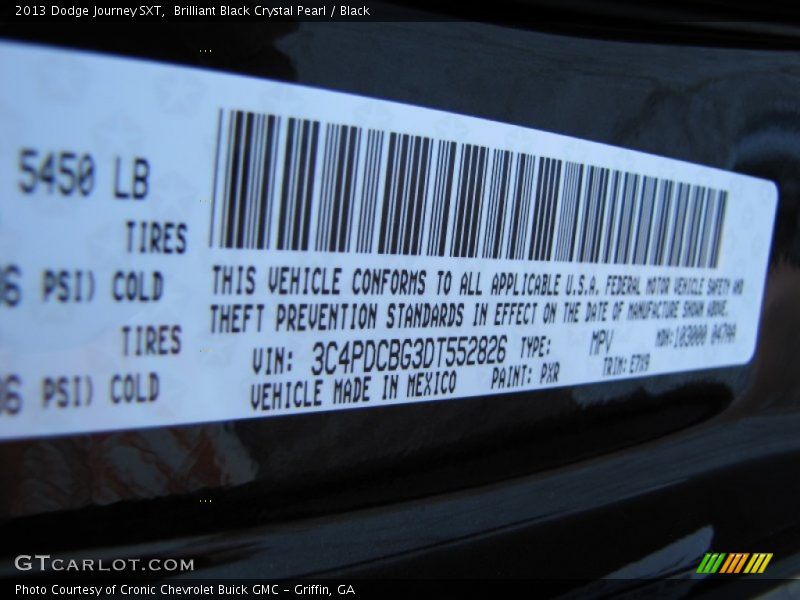 2013 Dodge Journey SXT, Brilliant Black Crystal Pearl / Black
5450 LB
TIRES
PSI) COLD
TIRES
PSI) COLD
THIS VEHICLE CONFORMS TO ALL APPLICABLE U.S.A. FEDERAL MOTOR VEHICLE SAFETY AND
THEFT PREVENTION STANDARDS IN EFFECT ON THE DATE OF MANUFACTURE SHOWN ABOVE.
VIN: 3C4PDCBG3DT552826 TYPE: MPV
VEHICLE MADE IN MEXICO PAINT: PXR TRIM: E7X9
GTCARLOT.COM
Photo Courtesy of Cronic Chevrolet Buick GMC - Griffin, GA